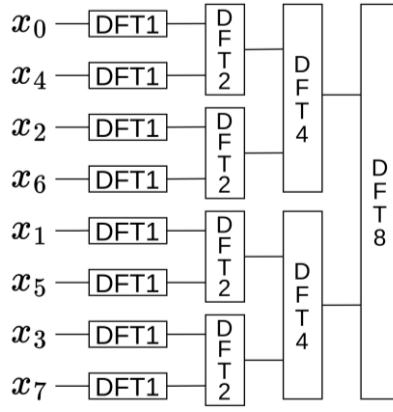 x₀ DFT1
x₄ DFT1
DFT2
x₂ DFT1
x₆ DFT1
DFT2
DFT4
x₁ DFT1
x₅ DFT1
DFT2
x₃ DFT1
x₇ DFT1
DFT2
DFT4
DFT8